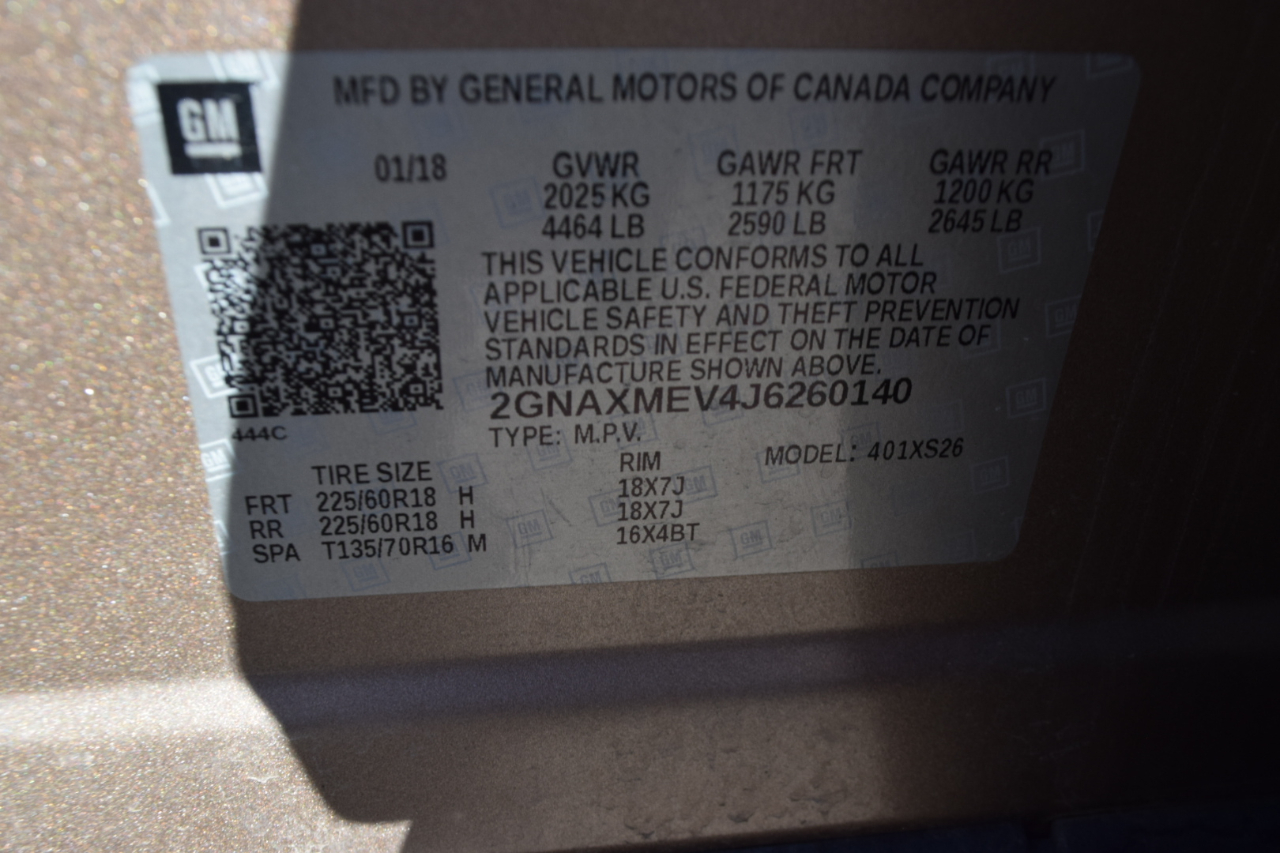 GM
MFD BY GENERAL MOTORS OF CANADA COMPANY
01/18 GVWR GAWR FRT GAWR RR
2025 KG 1175 KG 1200 KG
4464 LB 2590 LB 2645 LB
THIS VEHICLE CONFORMS TO ALL
APPLICABLE U.S. FEDERAL MOTOR
VEHICLE SAFETY AND THEFT PREVENTION
STANDARDS IN EFFECT ON THE DATE OF
MANUFACTURE SHOWN ABOVE.
2GNAXMEV4J6260140
444C
TYPE: M.P.V. MODEL: 401XS26
TIRE SIZE RIM
FRT 225/60R18 H 18X7J
RR 225/60R18 H 18X7J
SPA T135/70R16 M 16X4BT